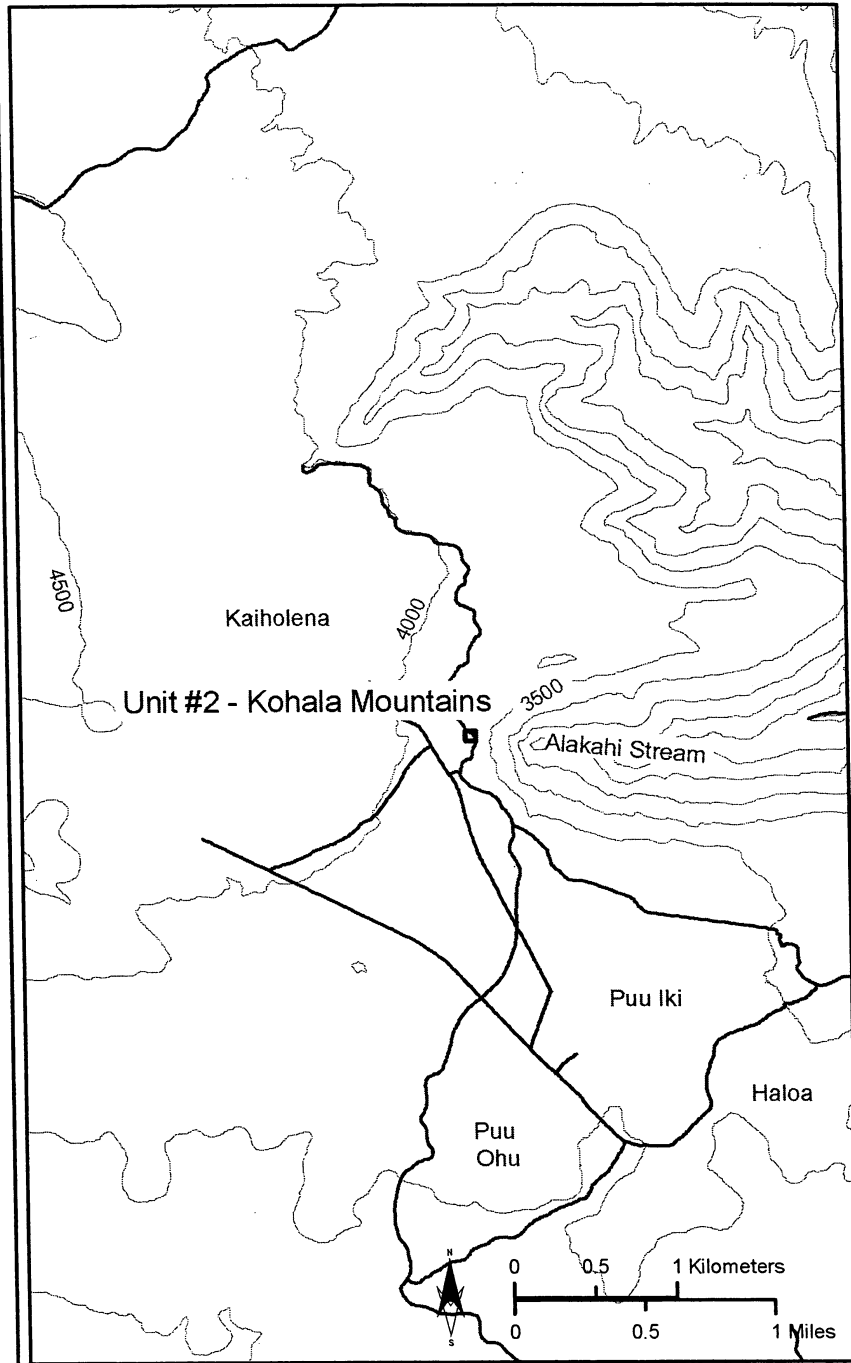 4500
Kaiholena
4000
Unit #2 - Kohala Mountains
3500
Alakahi Stream
Puu Iki
Haloa
Puu
Ohu
N
S
0 0.5 1 Kilometers
0 0.5 1 Miles